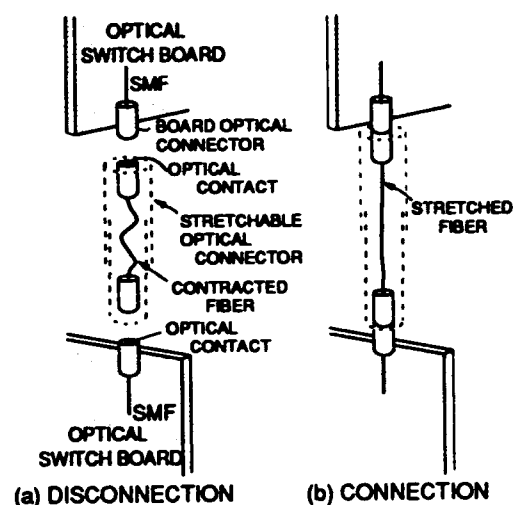 OPTICAL
SWITCH BOARD
SMF
BOARD OPTICAL
CONNECTOR
OPTICAL
CONTACT
STRETCHABLE
OPTICAL
CONNECTOR
CONTRACTED
FIBER
OPTICAL
CONTACT
SMF
OPTICAL
SWITCH BOARD
(a) DISCONNECTION
STRETCHED
FIBER
(b) CONNECTION